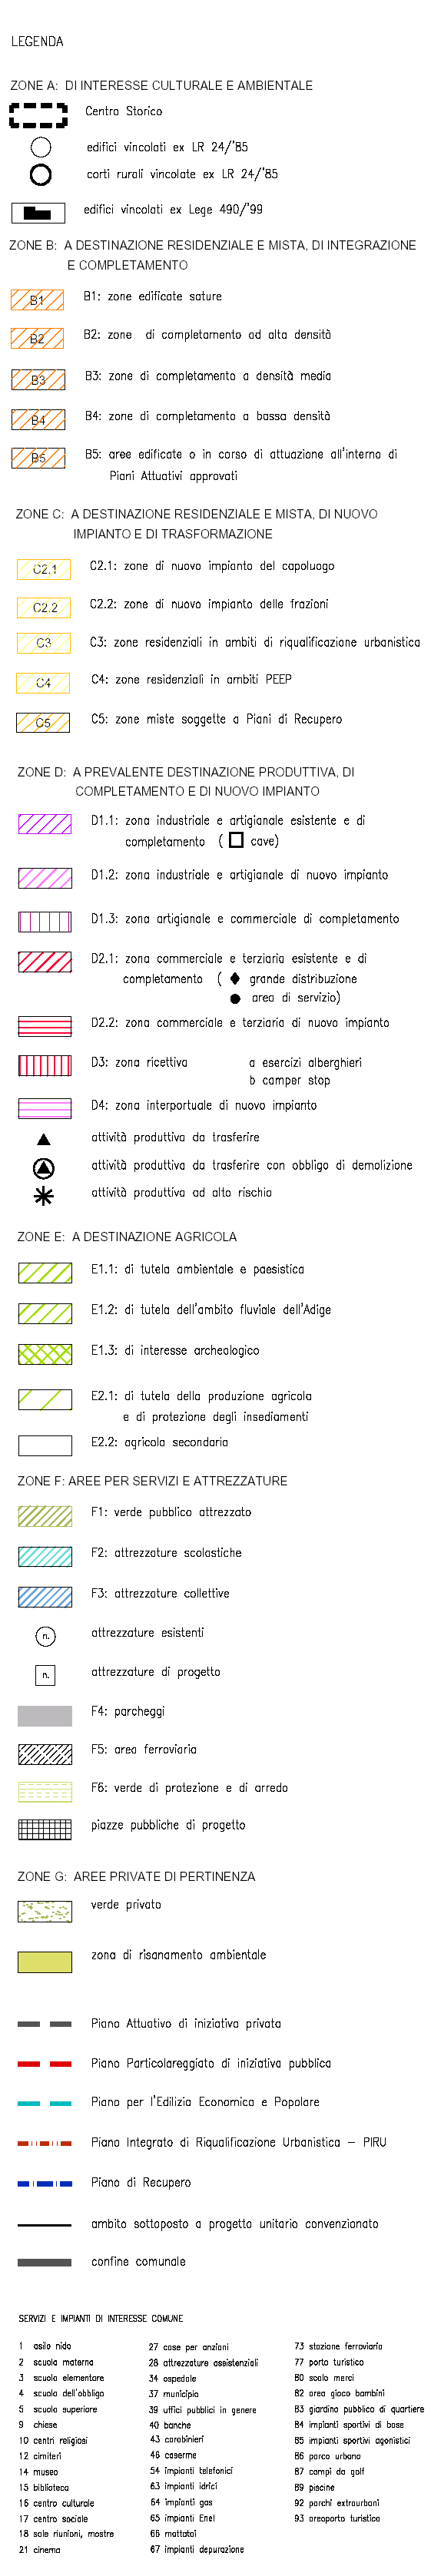 LEGENDA
ZONE A: DI INTERESSE CULTURALE E AMBIENTALE
Centro Storico
edifici vincolati ex LR 24/'85
corti rurali vincolate ex LR 24/'85
edifici vincolati ex Lege 490/'99
ZONE B: A DESTINAZIONE RESIDENZIALE E MISTA, DI INTEGRAZIONE
E COMPLETAMENTO
B1 B1: zone edificate sature
B2 B2: zone di completamento ad alta densità
B3 B3: zone di completamento a densità media
B4 B4: zone di completamento a bassa densità
B5 B5: aree edificate o in corso di attuazione all'interno di
Piani Attuativi approvati
ZONE C: A DESTINAZIONE RESIDENZIALE E MISTA, DI NUOVO
IMPIANTO E DI TRASFORMAZIONE
C2.1 C2.1: zone di nuovo impianto del capoluogo
C2.2 C2.2: zone di nuovo impianto delle frazioni
C3 C3: zone residenziali in ambiti di riqualificazione urbanistica
C4 C4: zone residenziali in ambiti PEEP
C5 C5: zone miste soggette a Piani di Recupero
ZONE D: A PREVALENTE DESTINAZIONE PRODUTTIVA, DI
COMPLETAMENTO E DI NUOVO IMPIANTO
D1.1: zona industriale e artigianale esistente e di
completamento ( cave)
D1.2: zona industriale e artigianale di nuovo impianto
D1.3: zona artigianale e commerciale di completamento
D2.1: zona commerciale e terziaria esistente e di
completamento ( grande distribuzione
area di servizio)
D2.2: zona commerciale e terziaria di nuovo impianto
D3: zona ricettiva a esercizi alberghieri
b camper stop
D4: zona interportuale di nuovo impianto
attività produttiva da trasferire
attività produttiva da trasferire con obbligo di demolizione
attività produttiva ad alto rischio
ZONE E: A DESTINAZIONE AGRICOLA
E1.1: di tutela ambientale e paesistica
E1.2: di tutela dell'ambito fluviale dell'Adige
E1.3: di interesse archeologico
E2.1: di tutela della produzione agricola
e di protezione degli insediamenti
E2.2: agricola secondaria
ZONE F: AREE PER SERVIZI E ATTREZZATURE
F1: verde pubblico attrezzato
F2: attrezzature scolastiche
F3: attrezzature collettive
n. attrezzature esistenti
n. attrezzature di progetto
F4: parcheggi
F5: area ferroviaria
F6: verde di protezione e di arredo
piazze pubbliche di progetto
ZONE G: AREE PRIVATE DI PERTINENZA
verde privato
zona di risanamento ambientale
Piano Attuativo di iniziativa privata
Piano Particolareggiato di iniziativa pubblica
Piano per l'Edilizia Economica e Popolare
Piano Integrato di Riqualificazione Urbanistica – PIRU
Piano di Recupero
ambito sottoposto a progetto unitario convenzionato
confine comunale
SERVIZI E IMPIANTI DI INTERESSE COMUNE
1 asilo nido
2 scuola materna
3 scuola elementare
4 scuola dell'obbligo
5 scuola superiore
9 chiese
10 centri religiosi
12 cimiteri
14 museo
15 biblioteca
16 centro culturale
17 centro sociale
18 sale riunioni, mostre
21 cinema
27 case per anziani
28 attrezzature assistenziali
34 ospedale
37 municipio
39 uffici pubblici in genere
40 banche
43 carabinieri
46 caserme
54 impianti telefonici
63 impianti idrici
64 impianti gas
65 impianti Enel
66 mattatoi
67 impianti depurazione
73 stazione ferroviaria
77 porto turistico
80 scalo merci
82 area gioco bambini
83 giardino pubblico di quartiere
84 impianti sportivi di base
85 impianti sportivi agonistici
86 parco urbano
87 campi da golf
89 piscine
92 parchi extraurbani
93 areoporto turistico